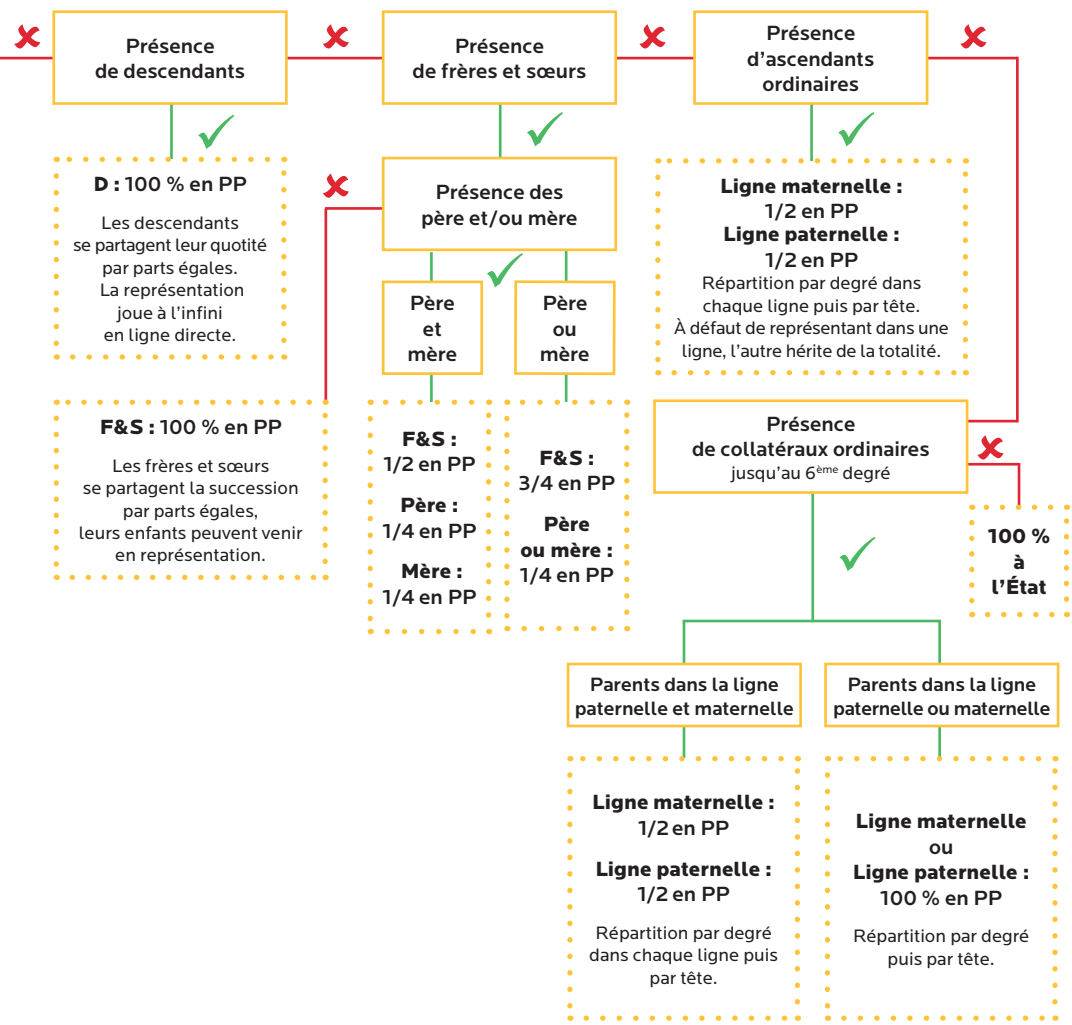 Présence
de descendants
Présence
de frères et sœurs
Présence
d'ascendants
ordinaires
D : 100 % en PP
Les descendants
se partagent leur quotité
par parts égales.
La représentation
joue à l'infini
en ligne directe.
Présence des
père et/ou mère
Ligne maternelle :
1/2 en PP
Ligne paternelle :
1/2 en PP
Répartition par degré dans
chaque ligne puis par tête.
À défaut de représentant dans une
ligne, l'autre hérite de la totalité.
Père
et
mère
Père
ou
mère
F&S : 100 % en PP
Les frères et sœurs
se partagent la succession
par parts égales,
leurs enfants peuvent venir
en représentation.
F&S :
1/2 en PP
Père :
1/4 en PP
Mère :
1/4 en PP
F&S :
3/4 en PP
Père
ou mère :
1/4 en PP
Présence
de collatéraux ordinaires
jusqu'au 6ème degré
100 %
à
l'État
Parents dans la ligne
paternelle et maternelle
Parents dans la ligne
paternelle ou maternelle
Ligne maternelle :
1/2 en PP
Ligne paternelle :
1/2 en PP
Répartition par degré
dans chaque ligne puis
par tête.
Ligne maternelle
ou
Ligne paternelle :
100 % en PP
Répartition par degré
puis par tête.